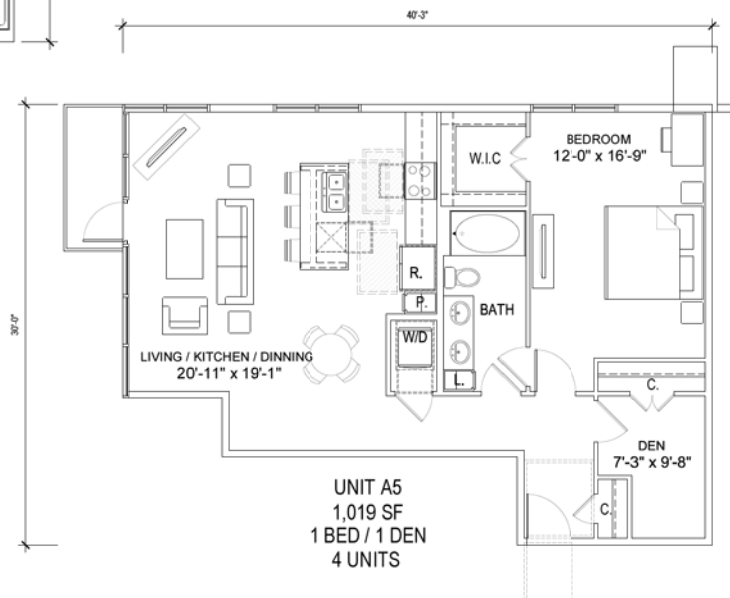 40'-3"
BEDROOM
12'-0" x 16'-9"
W.I.C
R.
P.
BATH
30'-0"
W/D
LIVING / KITCHEN / DINNING
20'-11" x 19'-1"
L.
C.
DEN
7'-3" x 9'-8"
C.
UNIT A5
1,019 SF
1 BED / 1 DEN
4 UNITS